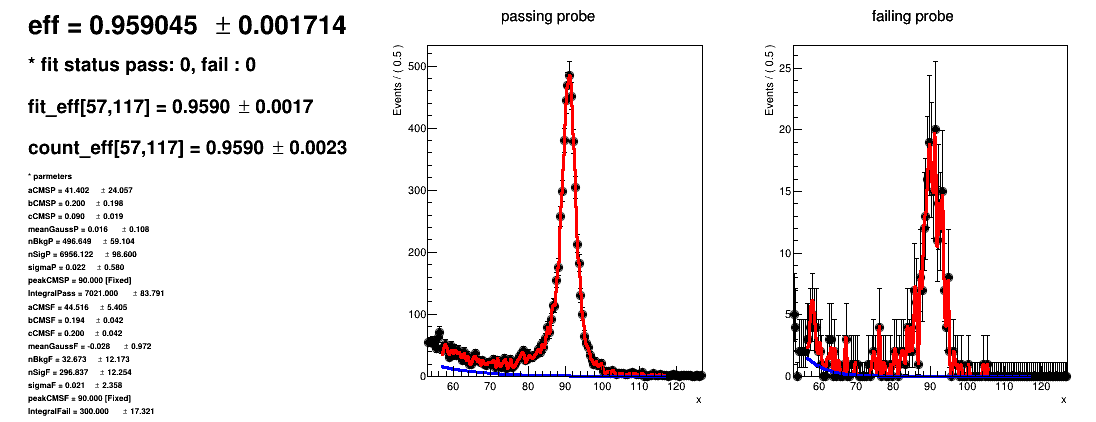 eff = 0.959045 ± 0.001714
* fit status pass: 0, fail : 0
fit_eff[57,117] = 0.9590 ± 0.0017
count_eff[57,117] = 0.9590 ± 0.0023
* parmeters
aCMSP = 41.402 ± 24.057
bCMSP = 0.200 ± 0.198
cCMSP = 0.090 ± 0.019
meanGaussP = 0.016 ± 0.108
nBkgP = 496.649 ± 59.104
nSigP = 6956.122 ± 98.600
sigmaP = 0.022 ± 0.580
peakCMSP = 90.000 [Fixed]
IntegralPass = 7021.000 ± 83.791
aCMSF = 44.516 ± 5.405
bCMSF = 0.194 ± 0.042
cCMSF = 0.200 ± 0.042
meanGaussF = -0.028 ± 0.972
nBkgF = 32.673 ± 12.173
nSigF = 296.837 ± 12.254
sigmaF = 0.021 ± 2.358
peakCMSF = 90.000 [Fixed]
IntegralFail = 300.000 ± 17.321
passing probe
Events / ( 0.5 )
500
400
300
200
100
0
60 70 80 90 100 110 120
x
failing probe
Events / ( 0.5 )
25
20
15
10
5
0
60 70 80 90 100 110 120
x